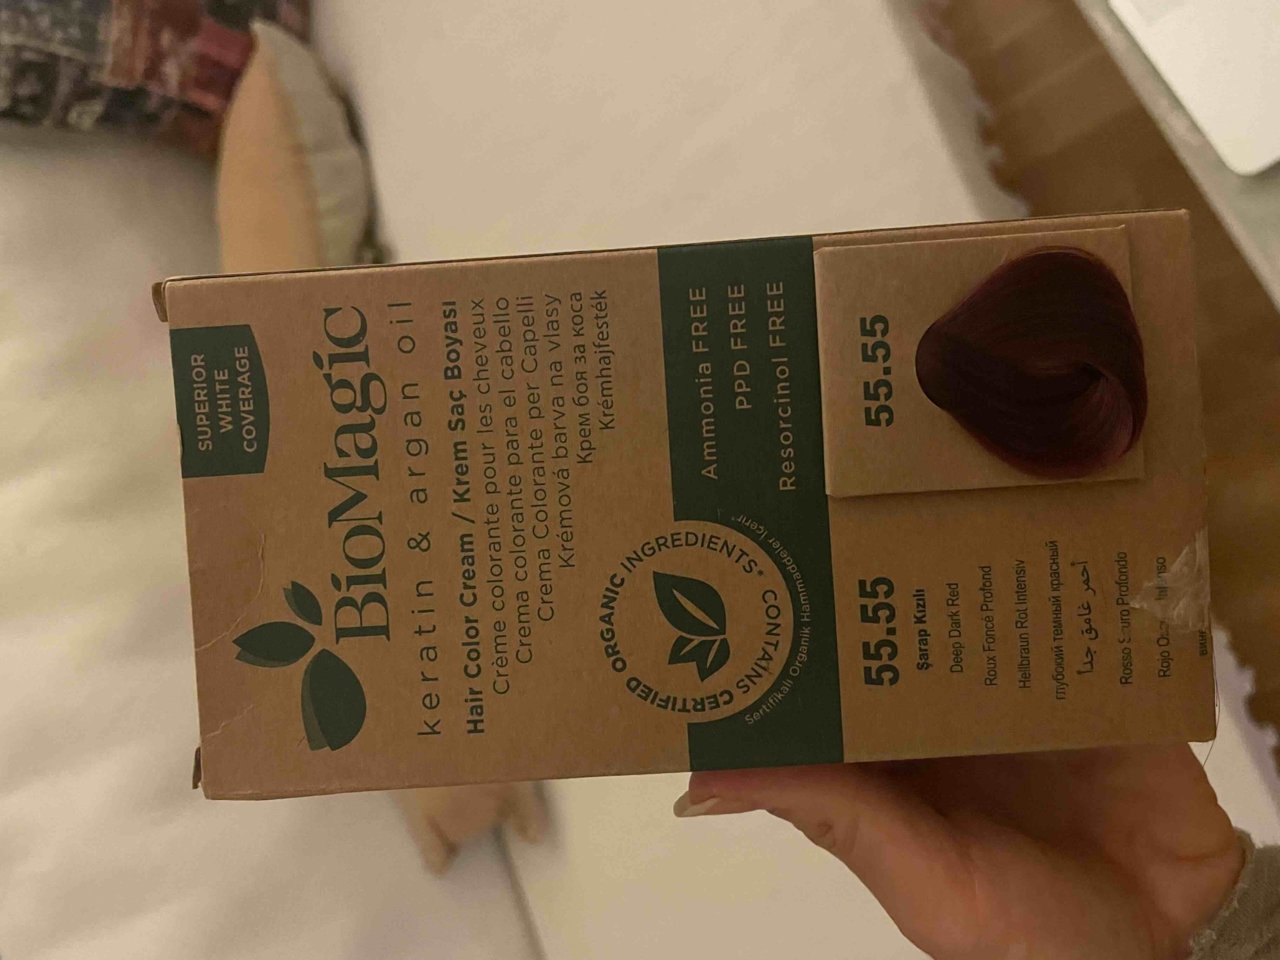 SUPERIOR
WHITE
COVERAGE
BioMagic
keratin & argan oil
Hair Color Cream / Krem Saç Boyası
Crème colorante pour les cheveux
Crema colorante para el cabello
Crema Colorante per Capelli
Krémová barva na vlasy
Крем боя за коса
Krémhajfesték
CONTAINS CERTIFIED ORGANIC INGREDIENTS*
Sertifikalı Organik Hammaddeler İçerir*
Ammonia FREE
PPD FREE
Resorcinol FREE
55.55
55.55
Şarap Kızılı
Deep Dark Red
Roux Foncé Profond
Hellbraun Rot Intensiv
глубокий темный красный
أحمر غامق جداً
Rosso Profondo
Rojo